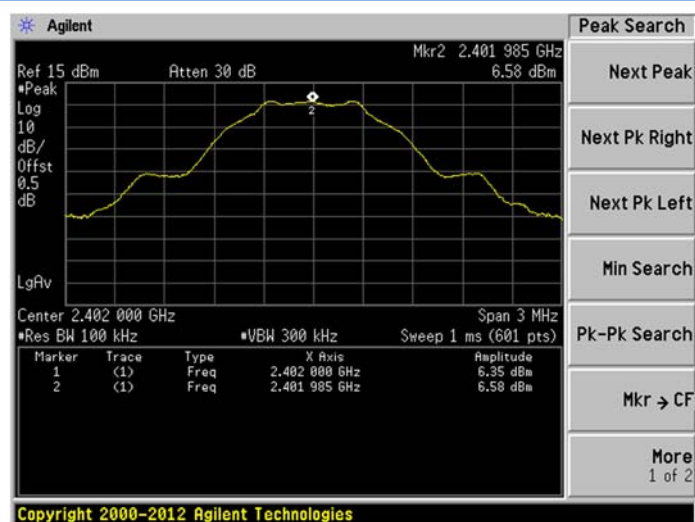 Agilent
Peak Search
Mkr2 2.401 985 GHz
Ref 15 dBm Atten 30 dB 6.58 dBm
#Peak
Log
10
dB/
Offst
0.5
dB
2
LgAv
Center 2.402 000 GHz Span 3 MHz
#Res BW 100 kHz #VBW 300 kHz Sweep 1 ms (601 pts)
Marker Trace Type X Axis Amplitude
1 (1) Freq 2.402 000 GHz 6.35 dBm
2 (1) Freq 2.401 985 GHz 6.58 dBm
Next Peak
Next Pk Right
Next Pk Left
Min Search
Pk-Pk Search
Mkr → CF
More
1 of 2
Copyright 2000-2012 Agilent Technologies